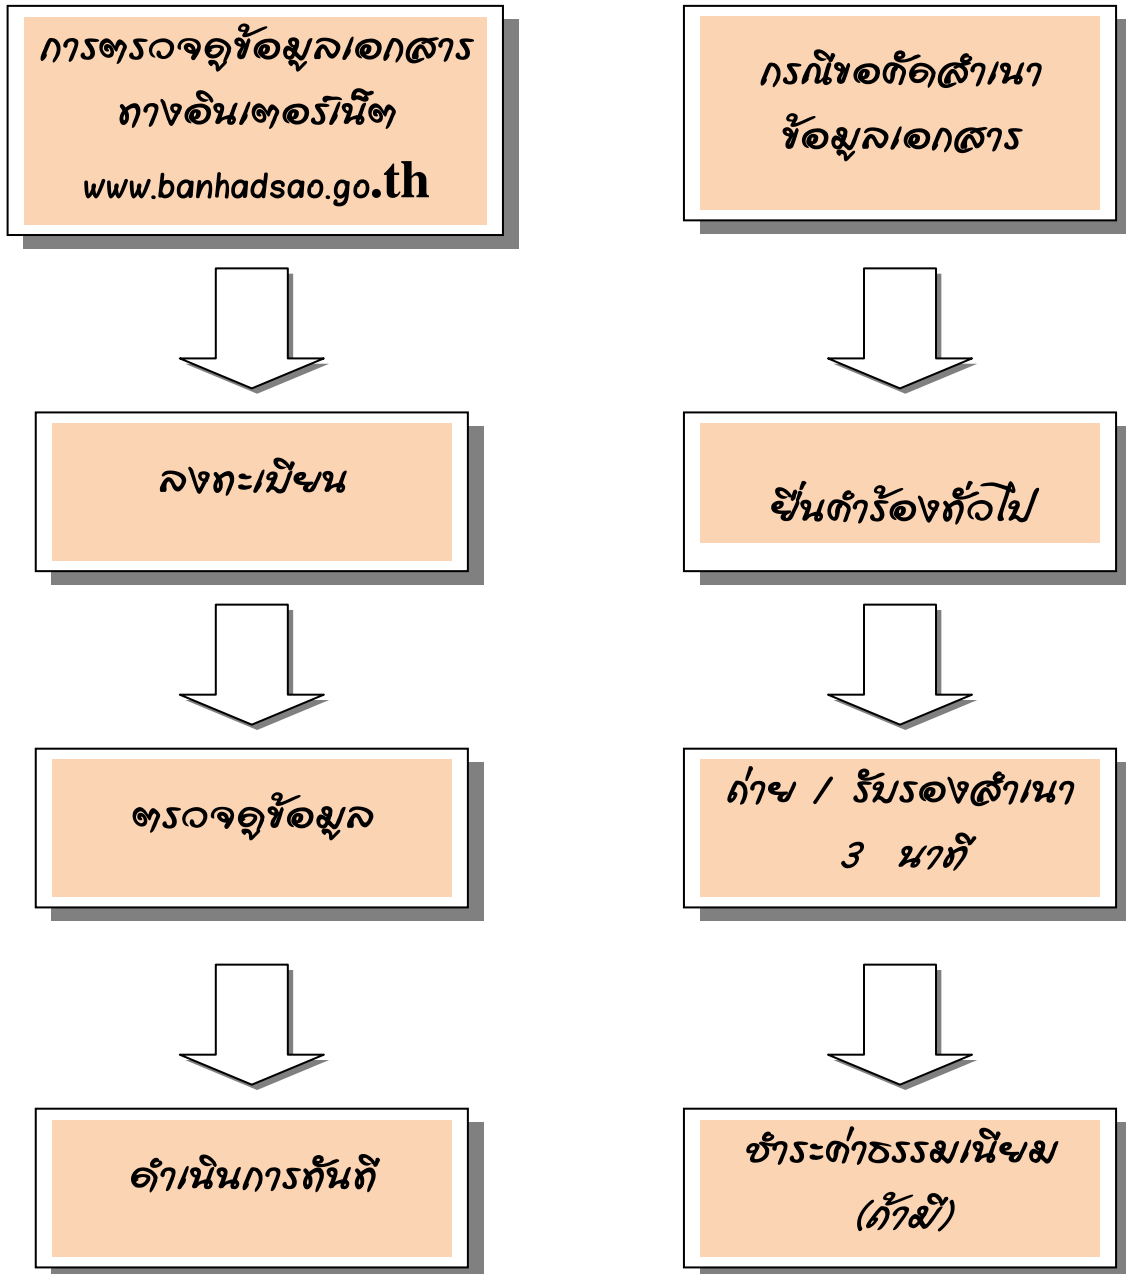 การตรวจดูข้อมูลเอกสาร
ทางอินเตอร์เน็ต
www.banhadsao.go.th
ลงทะเบียน
ตรวจดูข้อมูล
ดำเนินการทันที
กรณีขอคัดสำเนา
ข้อมูลเอกสาร
ยื่นคำร้องทั่วไป
ถ่าย / รับรองสำเนา
3 นาที
ชำระค่าธรรมเนียม
(ถ้ามี)